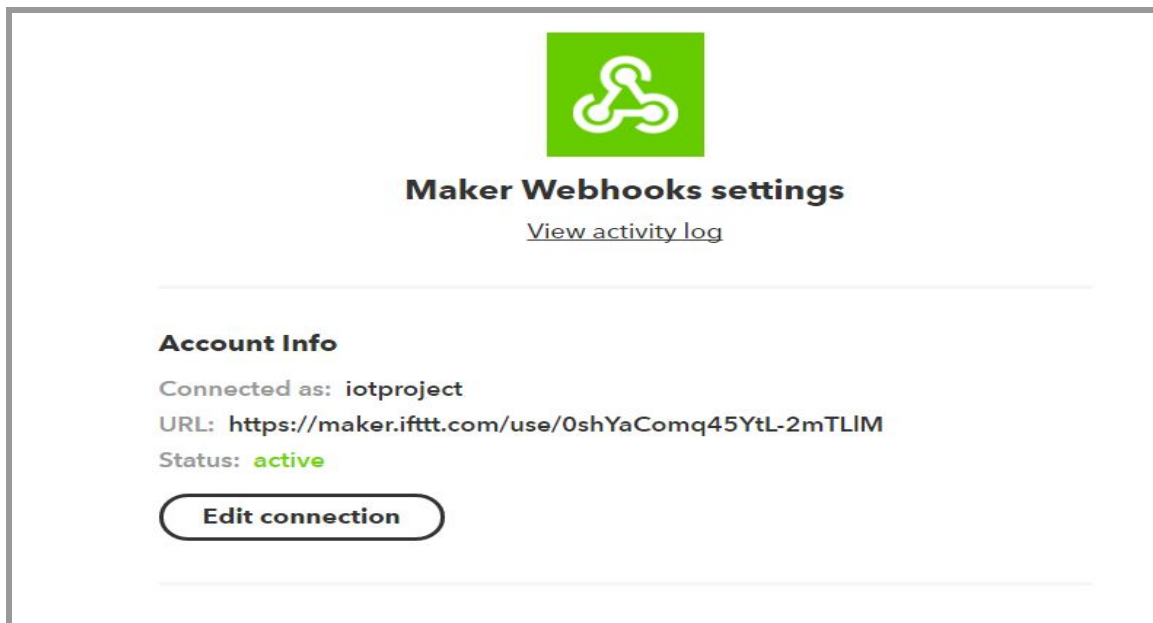 Maker Webhooks settings
View activity log
Account Info
Connected as: iotproject
URL: https://maker.ifttt.com/use/0shYaComq45YtL-2mTLlM
Status: active
Edit connection